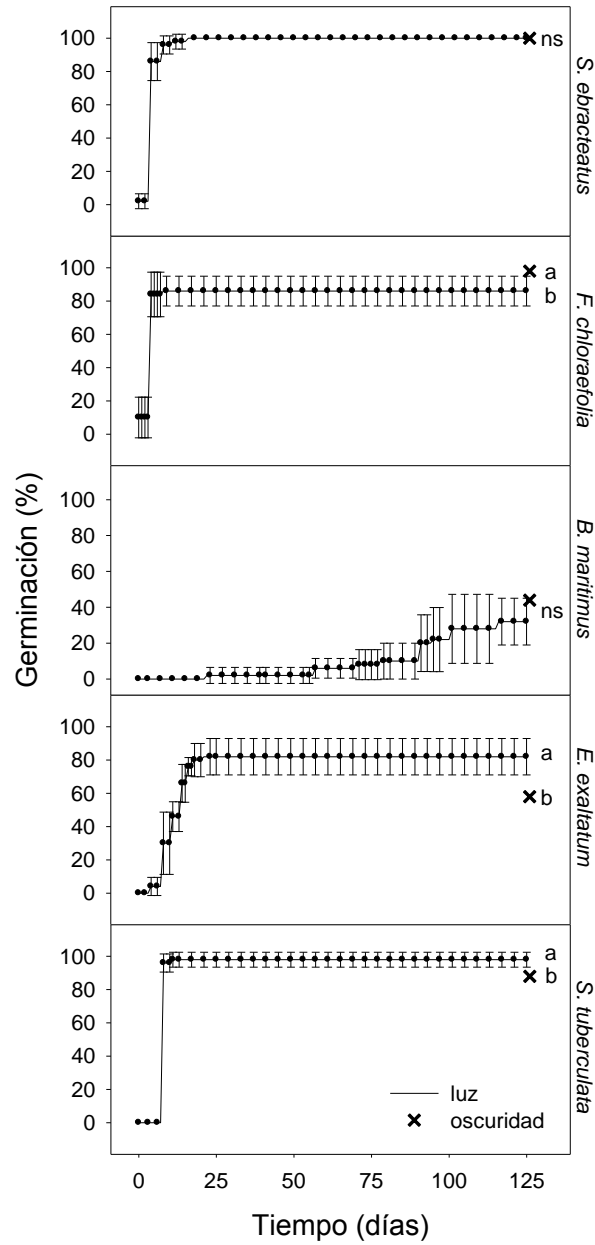 100
80
60
40
20
0
ns
S. ebracteatus
100
80
60
40
20
0
a
b
F. chloraefolia
Germinación (%)
100
80
60
40
20
0
ns
B. maritimus
100
80
60
40
20
0
a
b
E. exaltatum
100
80
60
40
20
0
a
b
S. tuberculata
luz
oscuridad
0 25 50 75 100 125
Tiempo (días)